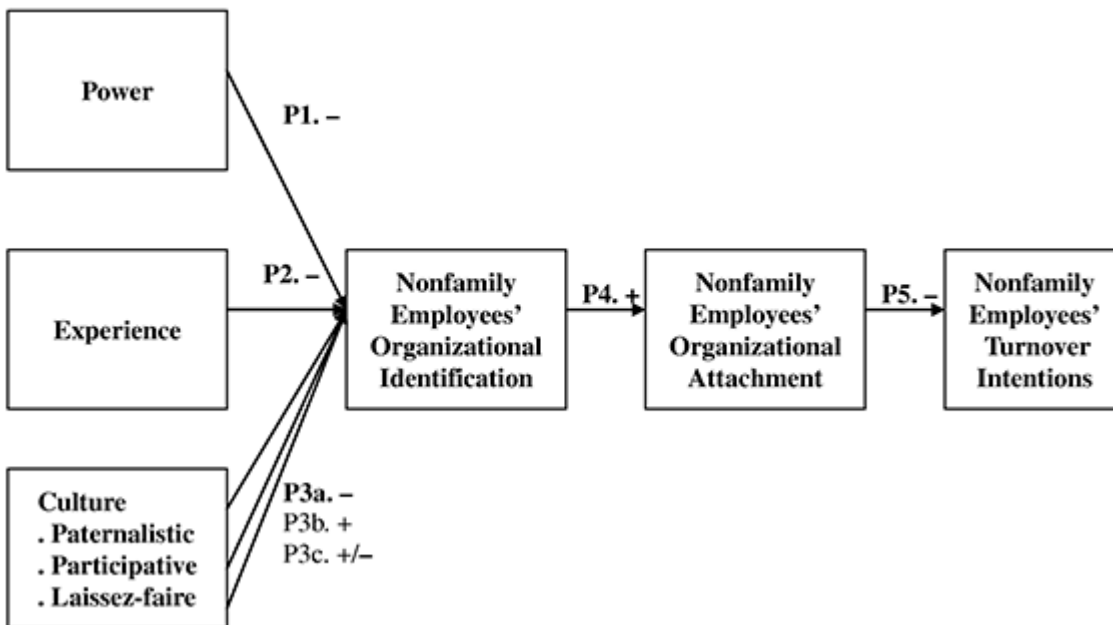 Power
P1. –
P2. –
Experience
Culture
. Paternalistic
. Participative
. Laissez-faire
P3a. –
P3b. +
P3c. +/–
Nonfamily
Employees’
Organizational
Identification
P4. +
Nonfamily
Employees’
Organizational
Attachment
P5. –
Nonfamily
Employees’
Turnover
Intentions